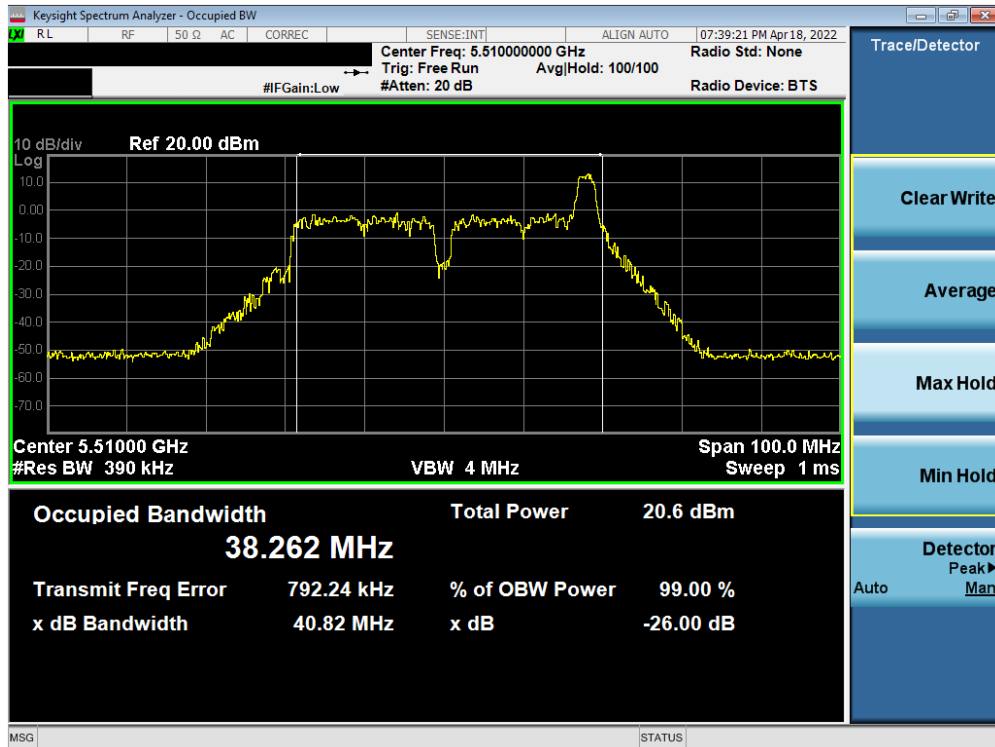 Keysight Spectrum Analyzer - Occupied BW
LXI RL RF 50 Ω AC CORREC SENSE:INT ALIGN AUTO 07:39:21 PM Apr 18, 2022
Center Freq: 5.510000000 GHz Radio Std: None
Trig: Free Run Avg|Hold: 100/100
#IFGain:Low #Atten: 20 dB Radio Device: BTS
Trace/Detector
10 dB/div Ref 20.00 dBm
Log
10.0
0.00
-10.0
-20.0
-30.0
-40.0
-50.0
-60.0
-70.0
Center 5.51000 GHz Span 100.0 MHz
#Res BW 390 kHz VBW 4 MHz Sweep 1 ms
Occupied Bandwidth Total Power 20.6 dBm
38.262 MHz
Transmit Freq Error 792.24 kHz % of OBW Power 99.00 %
x dB Bandwidth 40.82 MHz x dB -26.00 dB
Clear Write
Average
Max Hold
Min Hold
Detector
Peak▶
Auto Man
MSG STATUS